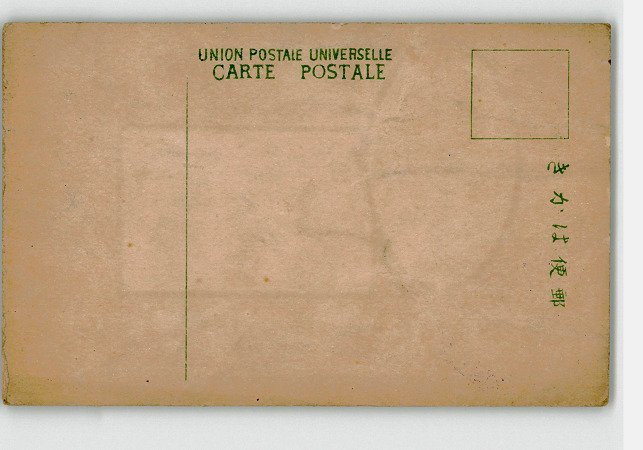 UNION POSTALE UNIVERSELLE
CARTE POSTALE
郵便はかき